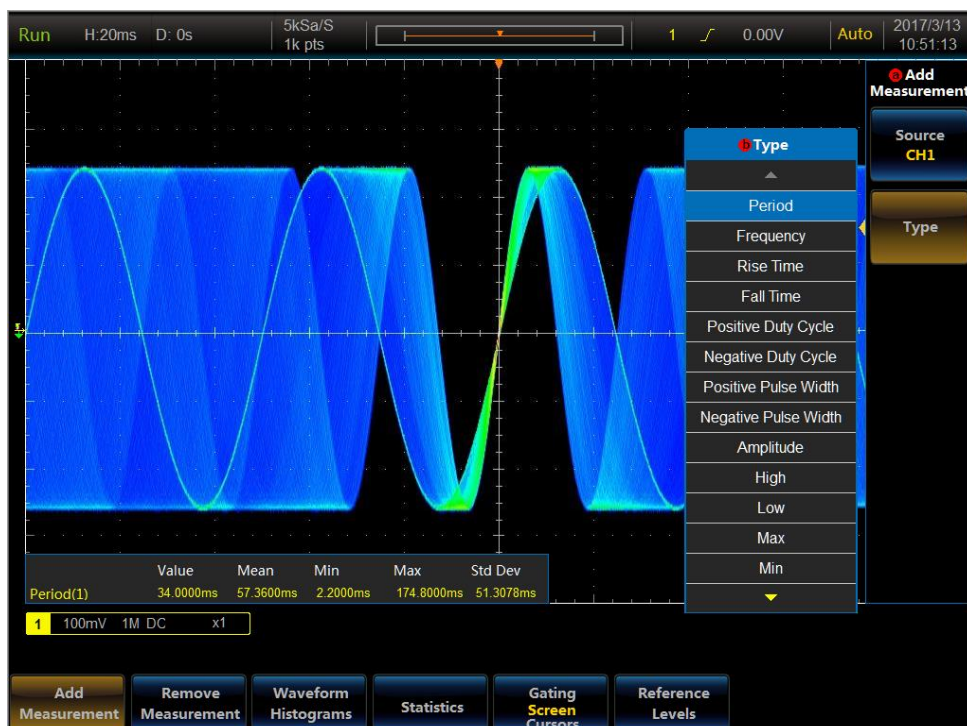 Run H:20ms D: 0s 5kSa/S 1 0.00V Auto 2017/3/13
1k pts 10:51:13
a Add
Measurement
Source
CH1
Type
b Type
Period
Frequency
Rise Time
Fall Time
Positive Duty Cycle
Negative Duty Cycle
Positive Pulse Width
Negative Pulse Width
Amplitude
High
Low
Max
Min
Value Mean Min Max Std Dev
Period(1) 34.0000ms 57.3600ms 2.2000ms 174.8000ms 51.3078ms
1 100mV 1M DC x1
Add
Measurement
Remove
Measurement
Waveform
Histograms
Statistics
Gating
Screen
Cursors
Reference
Levels